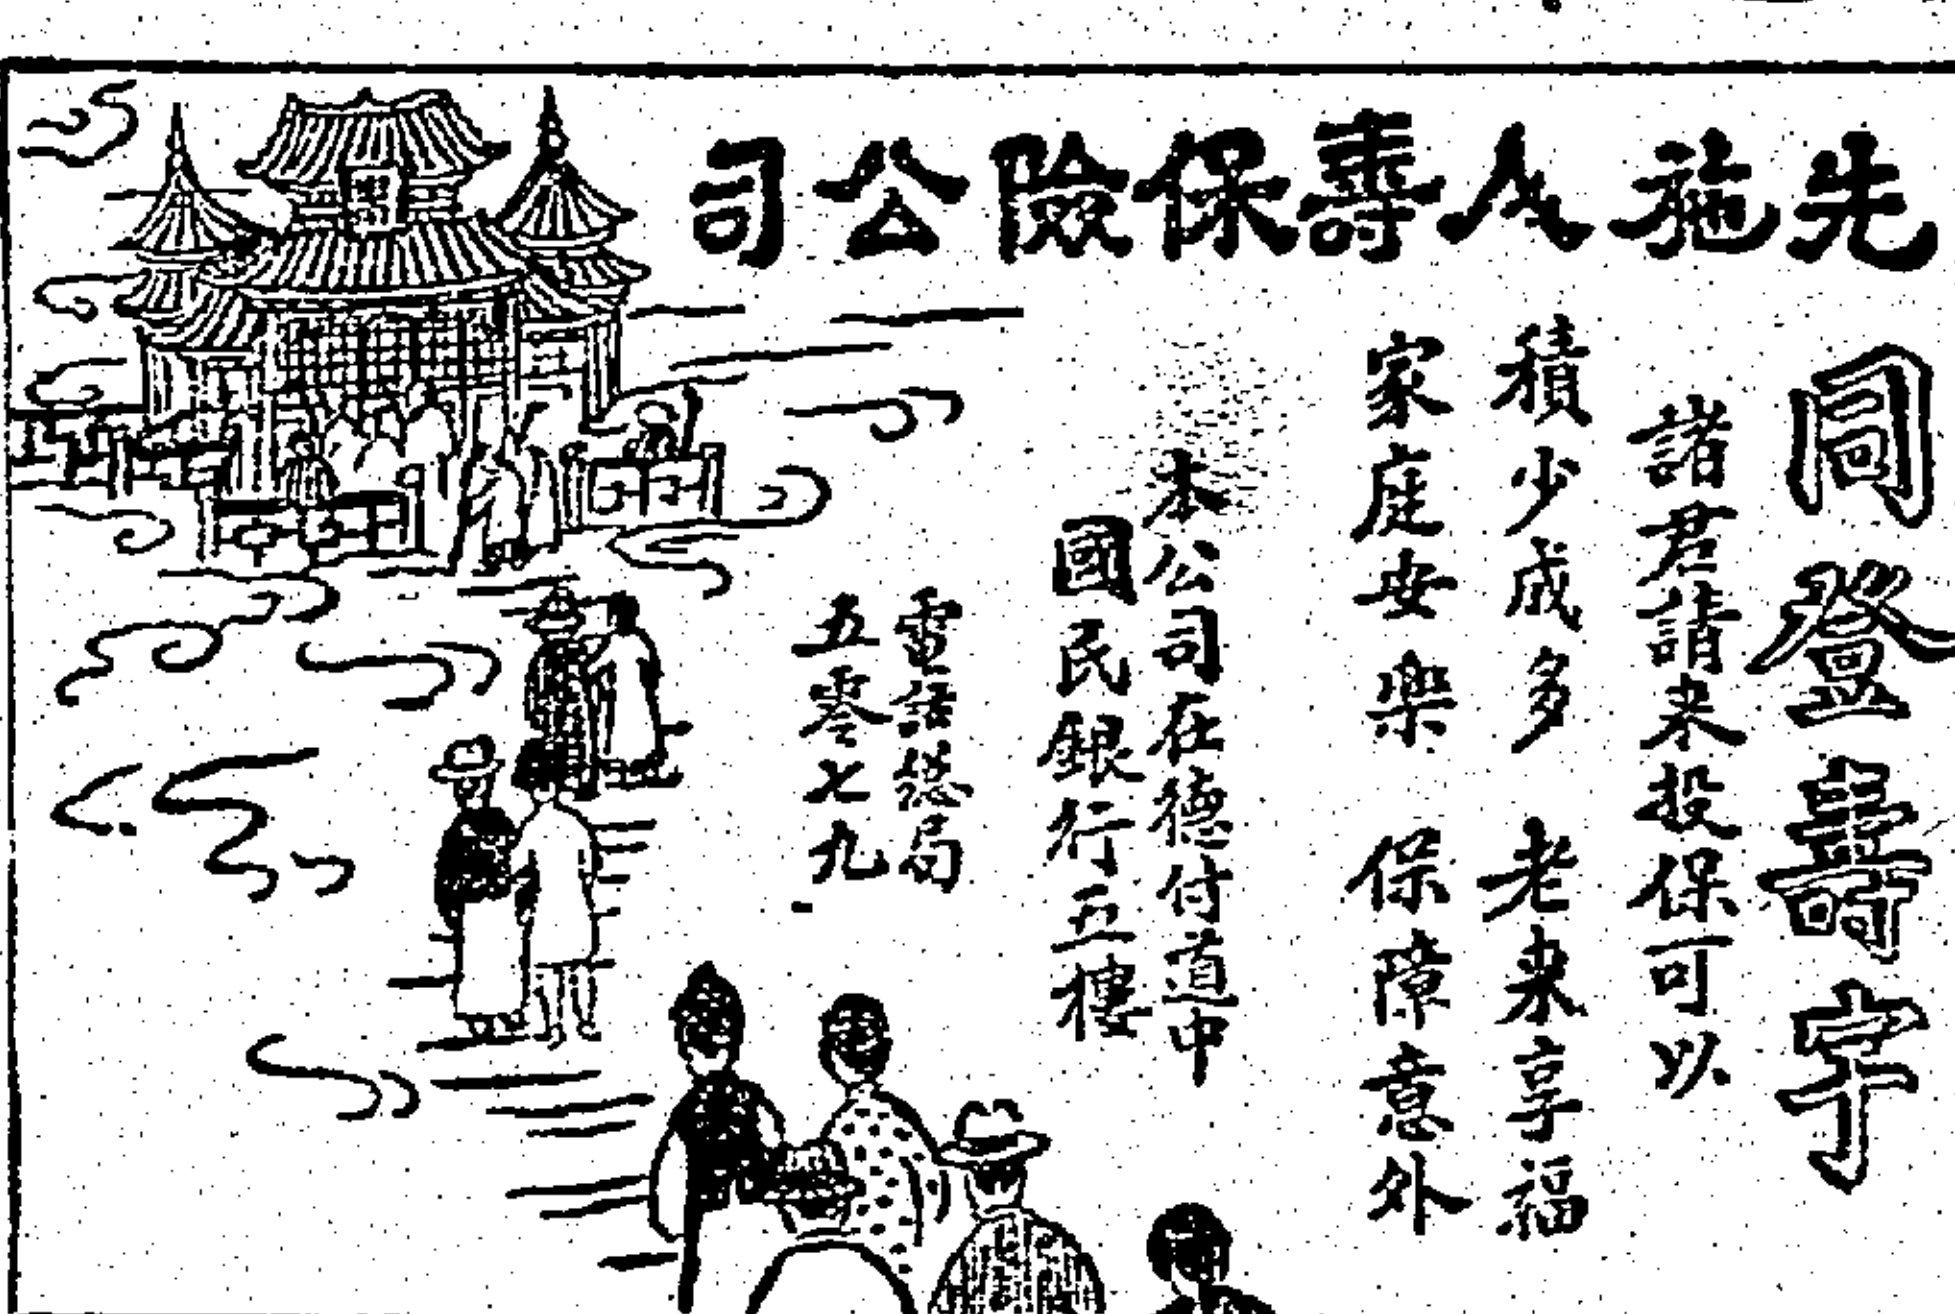 先施人壽保險公司
同登壽字
諸君請來投保可以
積少成多 老來享福
家庭安樂 保障意外
本公司在德付道中
國民銀行五樓
電話總局
五零七九